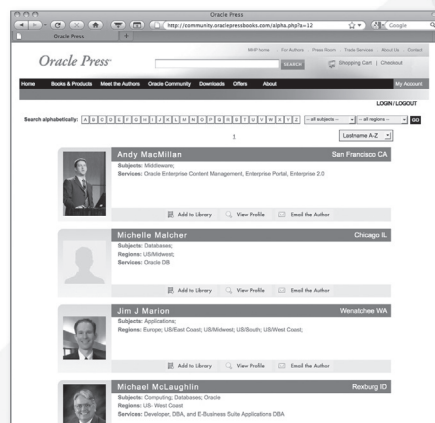 Oracle Press
http://community.oraclepressbooks.com/alpha.php?a=12
Google
Oracle Press
MHP home For Authors Press Room Trade Services About Us Contact
Oracle Press
SEARCH
Shopping Cart | Checkout
Home Books & Products Meet the Authors Oracle Community Downloads Offers About My Account
LOGIN/LOGOUT
Search alphabetically: A B C D E F G H I J K L M N O P Q R S T U V W X Y Z -- all subjects -- -- all regions -- GO
1
Lastname A-Z
Andy MacMillan San Francisco CA
Subjects: Middleware;
Services: Oracle Enterprise Content Management, Enterprise Portal, Enterprise 2.0
Add to Library View Profile Email the Author
Michelle Malcher Chicago IL
Subjects: Databases;
Regions: US/Midwest;
Services: Oracle DB
Add to Library View Profile Email the Author
Jim J Marion Wenatchee WA
Subjects: Applications;
Regions: Europe; US/East Coast; US/Midwest; US/South; US/West Coast;
Add to Library View Profile Email the Author
Michael McLaughlin Rexburg ID
Subjects: Computing; Databases; Oracle
Regions: US- West Coast
Services: Developer, DBA, and E-Business Suite Applications DBA